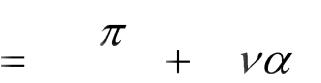 = π + να